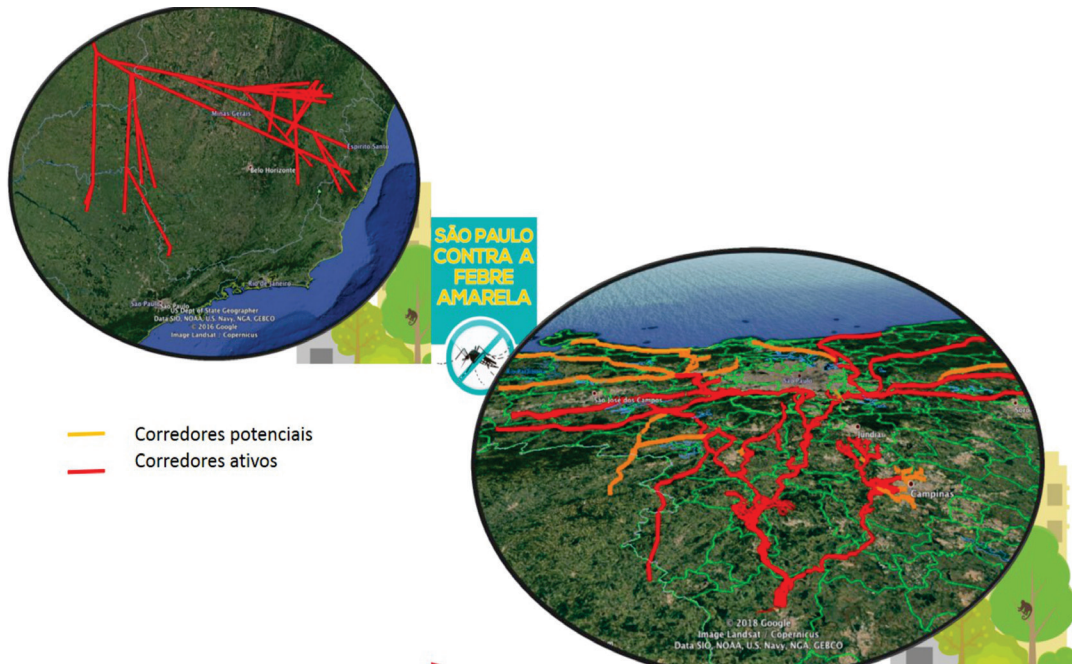 Minas Gerais
Espírito Santo
Belo Horizonte
Rio de Janeiro
São Paulo
São Paulo
US Dept of State Geographer
Data SIO, NOAA, U.S. Navy, NGA, GEBCO
© 2016 Google
Image Landsat / Copernicus
SÃO PAULO
CONTRA A
FEBRE
AMARELA
Corredores potenciais
Corredores ativos
São José dos Campos
Jundiaí
Campinas
© 2018 Google
Image Landsat / Copernicus
Data SIO, NOAA, U.S. Navy, NGA, GEBCO